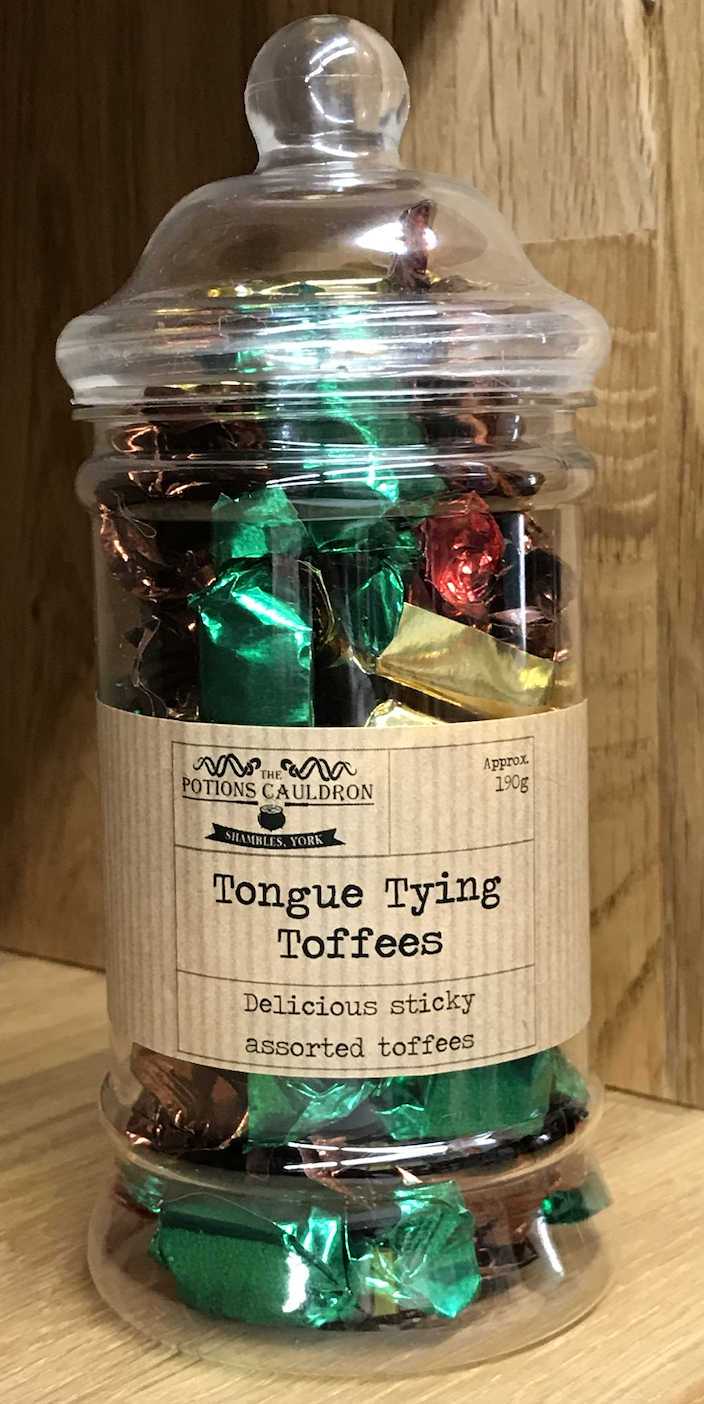 THE
POTIONS CAULDRON
SHAMBLES, YORK
Approx.
190g
Tongue Tying
Toffees
Delicious sticky
assorted toffees